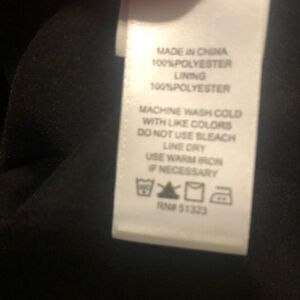 MADE IN CHINA
100%POLYESTER
LINING
100%POLYESTER
MACHINE WASH COLD
WITH LIKE COLORS
DO NOT USE BLEACH
LINE DRY
USE WARM IRON
IF NECESSARY
RN# 51323